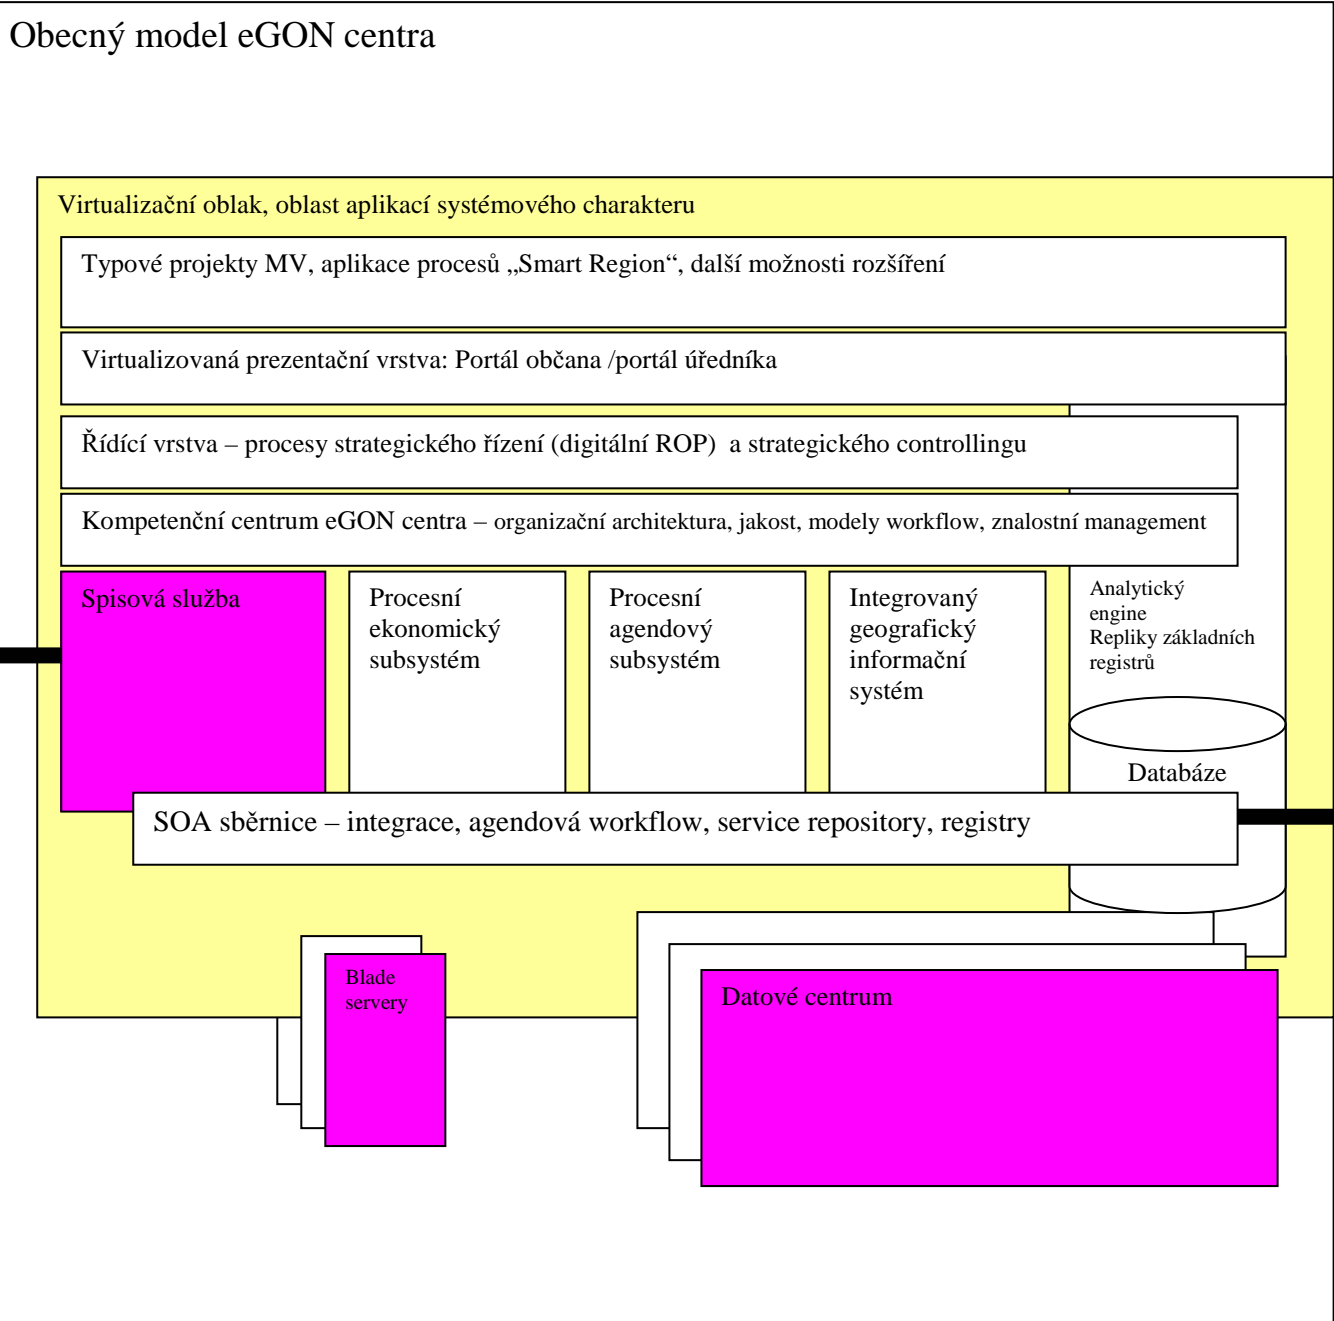 Obecný model eGON centra
Virtualizační oblak, oblast aplikací systémového charakteru
Typové projekty MV, aplikace procesů „Smart Region“, další možnosti rozšíření
Virtualizovaná prezentační vrstva: Portál občana /portál úředníka
Řídící vrstva – procesy strategického řízení (digitální ROP)  a strategického controllingu
Kompetenční centrum eGON centra – organizační architektura, jakost, modely workflow, znalostní management
Spisová služba
Procesní
ekonomický
subsystém
Procesní
agendový
subsystém
Integrovaný
geografický
informační
systém
Analytický
engine
Repliky základních
registrů
Databáze
SOA sběrnice – integrace, agendová workflow, service repository, registry
Blade
servery
Datové centrum